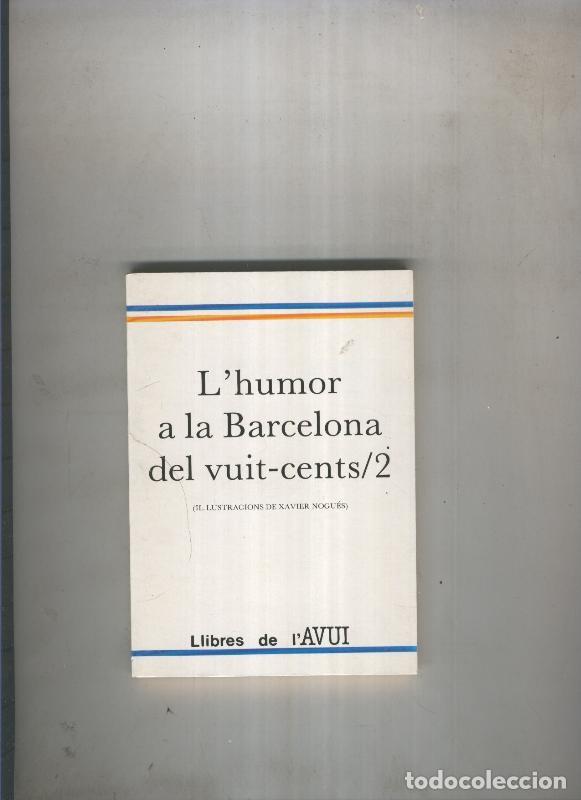 L'humor
a la Barcelona
del vuit-cents/2
(IL.LUSTRACIONS DE XAVIER NOGUÉS)
Llibres de l'AVUI
todocoleccion